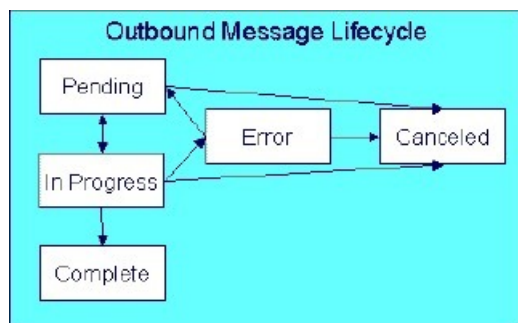 Outbound Message Lifecycle
Pending
Error
Canceled
In Progress
Complete